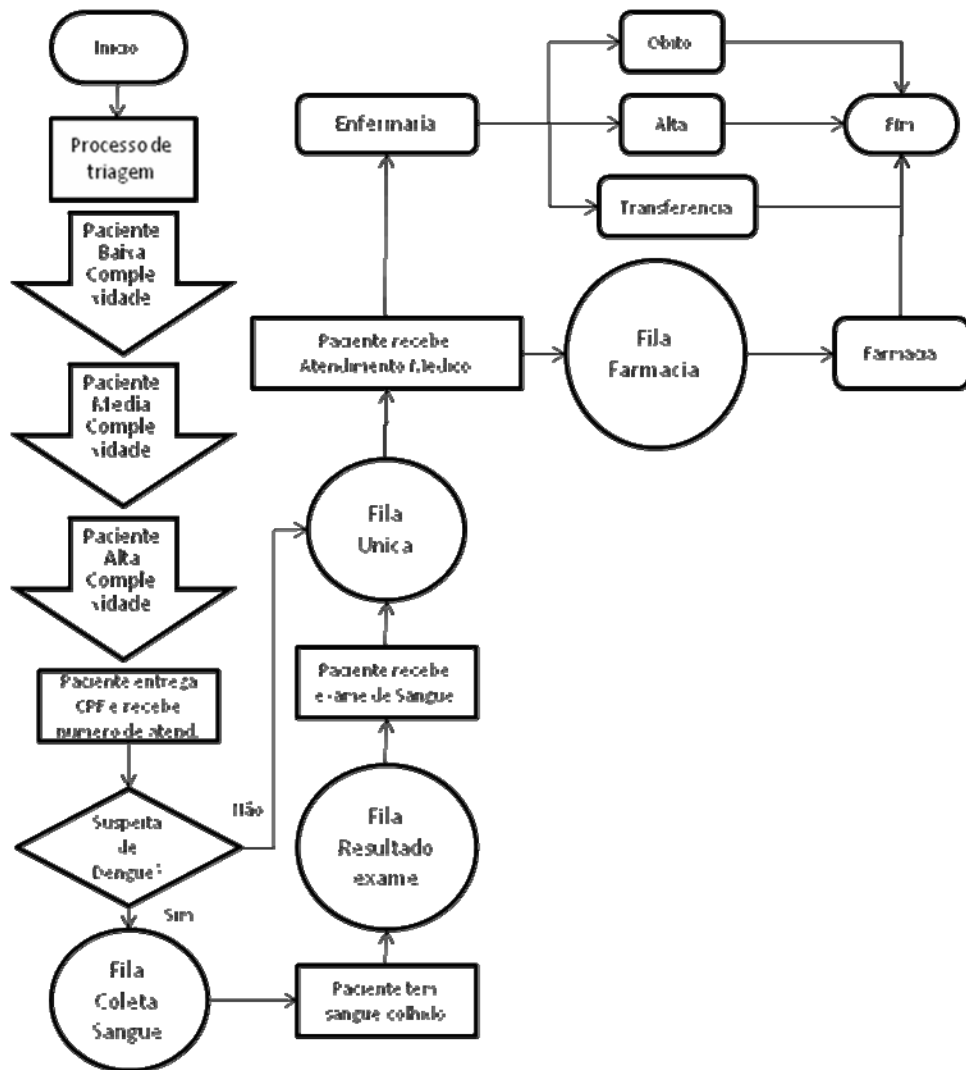 Inicio
Processo de
triagem
Paciente
Baixa
Comple
xidade
Paciente
Media
Comple
xidade
Paciente
Alta
Comple
xidade
Paciente entrega
CPF e recebe
numero de atend.
Suspeita
de
Dengue?
Não
Sim
Fila
Coleta
Sangue
Paciente tem
sangue colhido
Fila
Resultado
exame
Paciente recebe
exame de Sangue
Fila
Unica
Paciente recebe
Atendimento Medico
Enfermaria
Obito
Alta
Transferencia
Fim
Fila
Farmacia
Farmacia